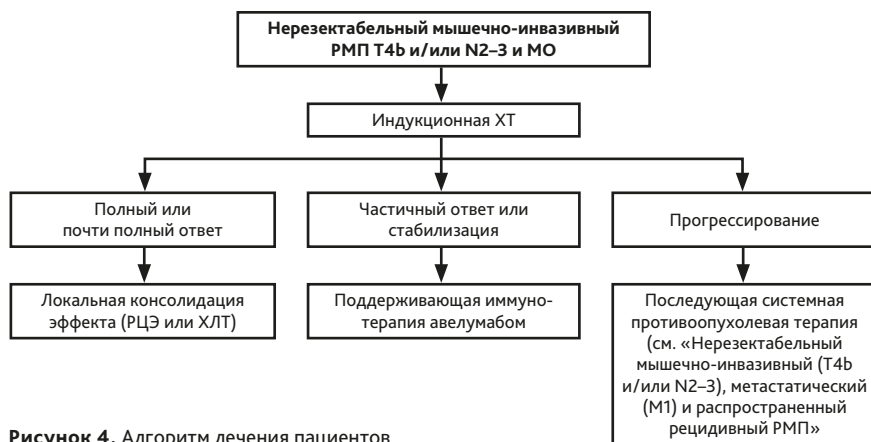 Нерезектабельный мышечно-инвазивный
РМП T4b и/или N2–3 и МО
Индукционная ХТ
Полный или
почти полный ответ
Частичный ответ или
стабилизация
Прогрессирование
Локальная консолидация
эффекта (РЦЭ или ХЛТ)
Поддерживающая иммуно-
терапия авелумабом
Последующая системная
противоопухолевая терапия
(см. «Нерезектабельный
мышечно-инвазивный (T4b
и/или N2–3), метастатический
(M1) и распространенный
рецидивный РМП»
Рисунок 4. Алгоритм лечения пациентов